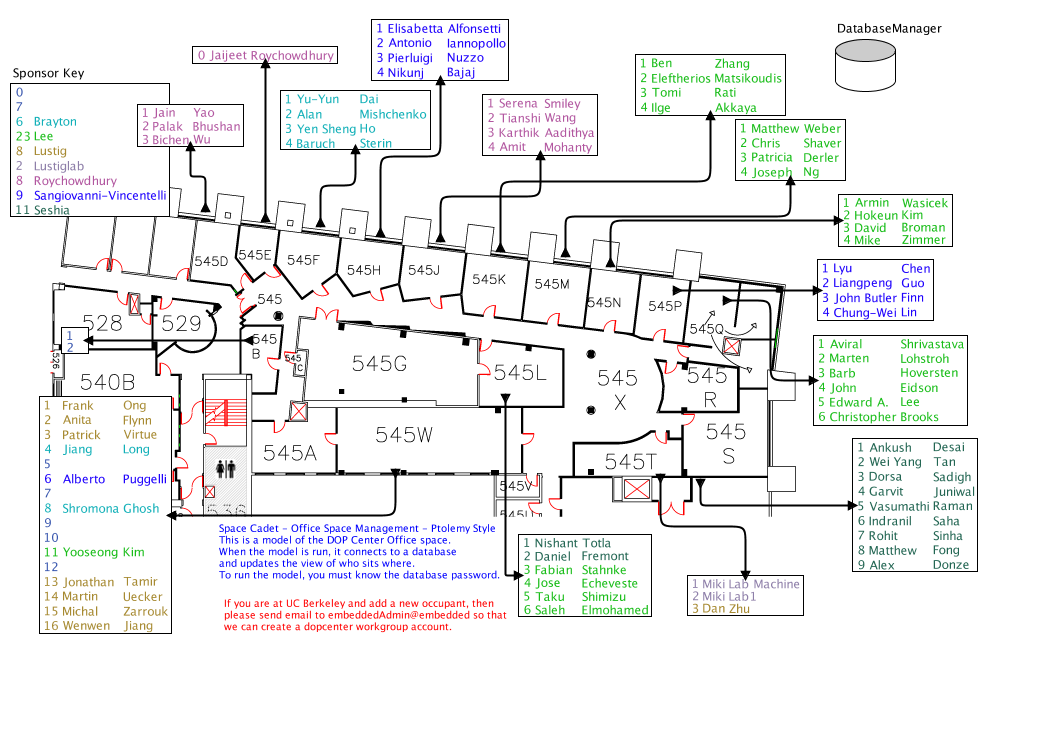 DatabaseManager
Sponsor Key
0
7
6 Brayton
23 Lee
8 Lustig
2 Lustiglab
8 Roychowdhury
9 Sangiovanni-Vincentelli
11 Seshia
1 Jain Yao
2 Palak Bhushan
3 Bichen Wu
0 Jaijeet Roychowdhury
1 Yu-Yun Dai
2 Alan Mishchenko
3 Yen Sheng Ho
4 Baruch Sterin
1 Elisabetta Alfonsetti
2 Antonio Iannopollo
3 Pierluigi Nuzzo
4 Nikunj Bajaj
1 Serena Smiley
2 Tianshi Wang
3 Karthik Aadithya
4 Amit Mohanty
1 Ben Zhang
2 Eleftherios Matsikoudis
3 Tomi Rati
4 Ilge Akkaya
1 Matthew Weber
2 Chris Shaver
3 Patricia Derler
4 Joseph Ng
1 Armin Wasicek
2 Hokeun Kim
3 David Broman
4 Mike Zimmer
1 Lyu Chen
2 Liangpeng Guo
3 John Butler Finn
4 Chung-Wei Lin
1 Aviral Shrivastava
2 Marten Lohstroh
3 Barb Hoversten
4 John Eidson
5 Edward A. Lee
6 Christopher Brooks
1 Ankush Desai
2 Wei Yang Tan
3 Dorsa Sadigh
4 Garvit Juniwal
5 Vasumathi Raman
6 Indranil Saha
7 Rohit Sinha
8 Matthew Fong
9 Alex Donze
545D
545E
545F
545H
545J
545K
545M
545N
545P
545Q
545
528
529
1
2
545
B
545
C
545G
545L
545
X
545
R
526
540B
545A
545W
545T
545
S
545V
1 Frank Ong
2 Anita Flynn
3 Patrick Virtue
4 Jiang Long
5
6 Alberto Puggelli
7
8 Shromona Ghosh
9
10
11 Yooseong Kim
12
13 Jonathan Tamir
14 Martin Uecker
15 Michal Zarrouk
16 Wenwen Jiang
Space Cadet - Office Space Management - Ptolemy Style
This is a model of the DOP Center Office space.
When the model is run, it connects to a database
and updates the view of who sits where.
To run the model, you must know the database password.
If you are at UC Berkeley and add a new occupant, then
please send email to embeddedAdmin@embedded so that
we can create a dopcenter workgroup account.
1 Nishant Totla
2 Daniel Fremont
3 Fabian Stahnke
4 Jose Echeveste
5 Taku Shimizu
6 Saleh Elmohamed
1 Miki Lab Machine
2 Miki Lab1
3 Dan Zhu